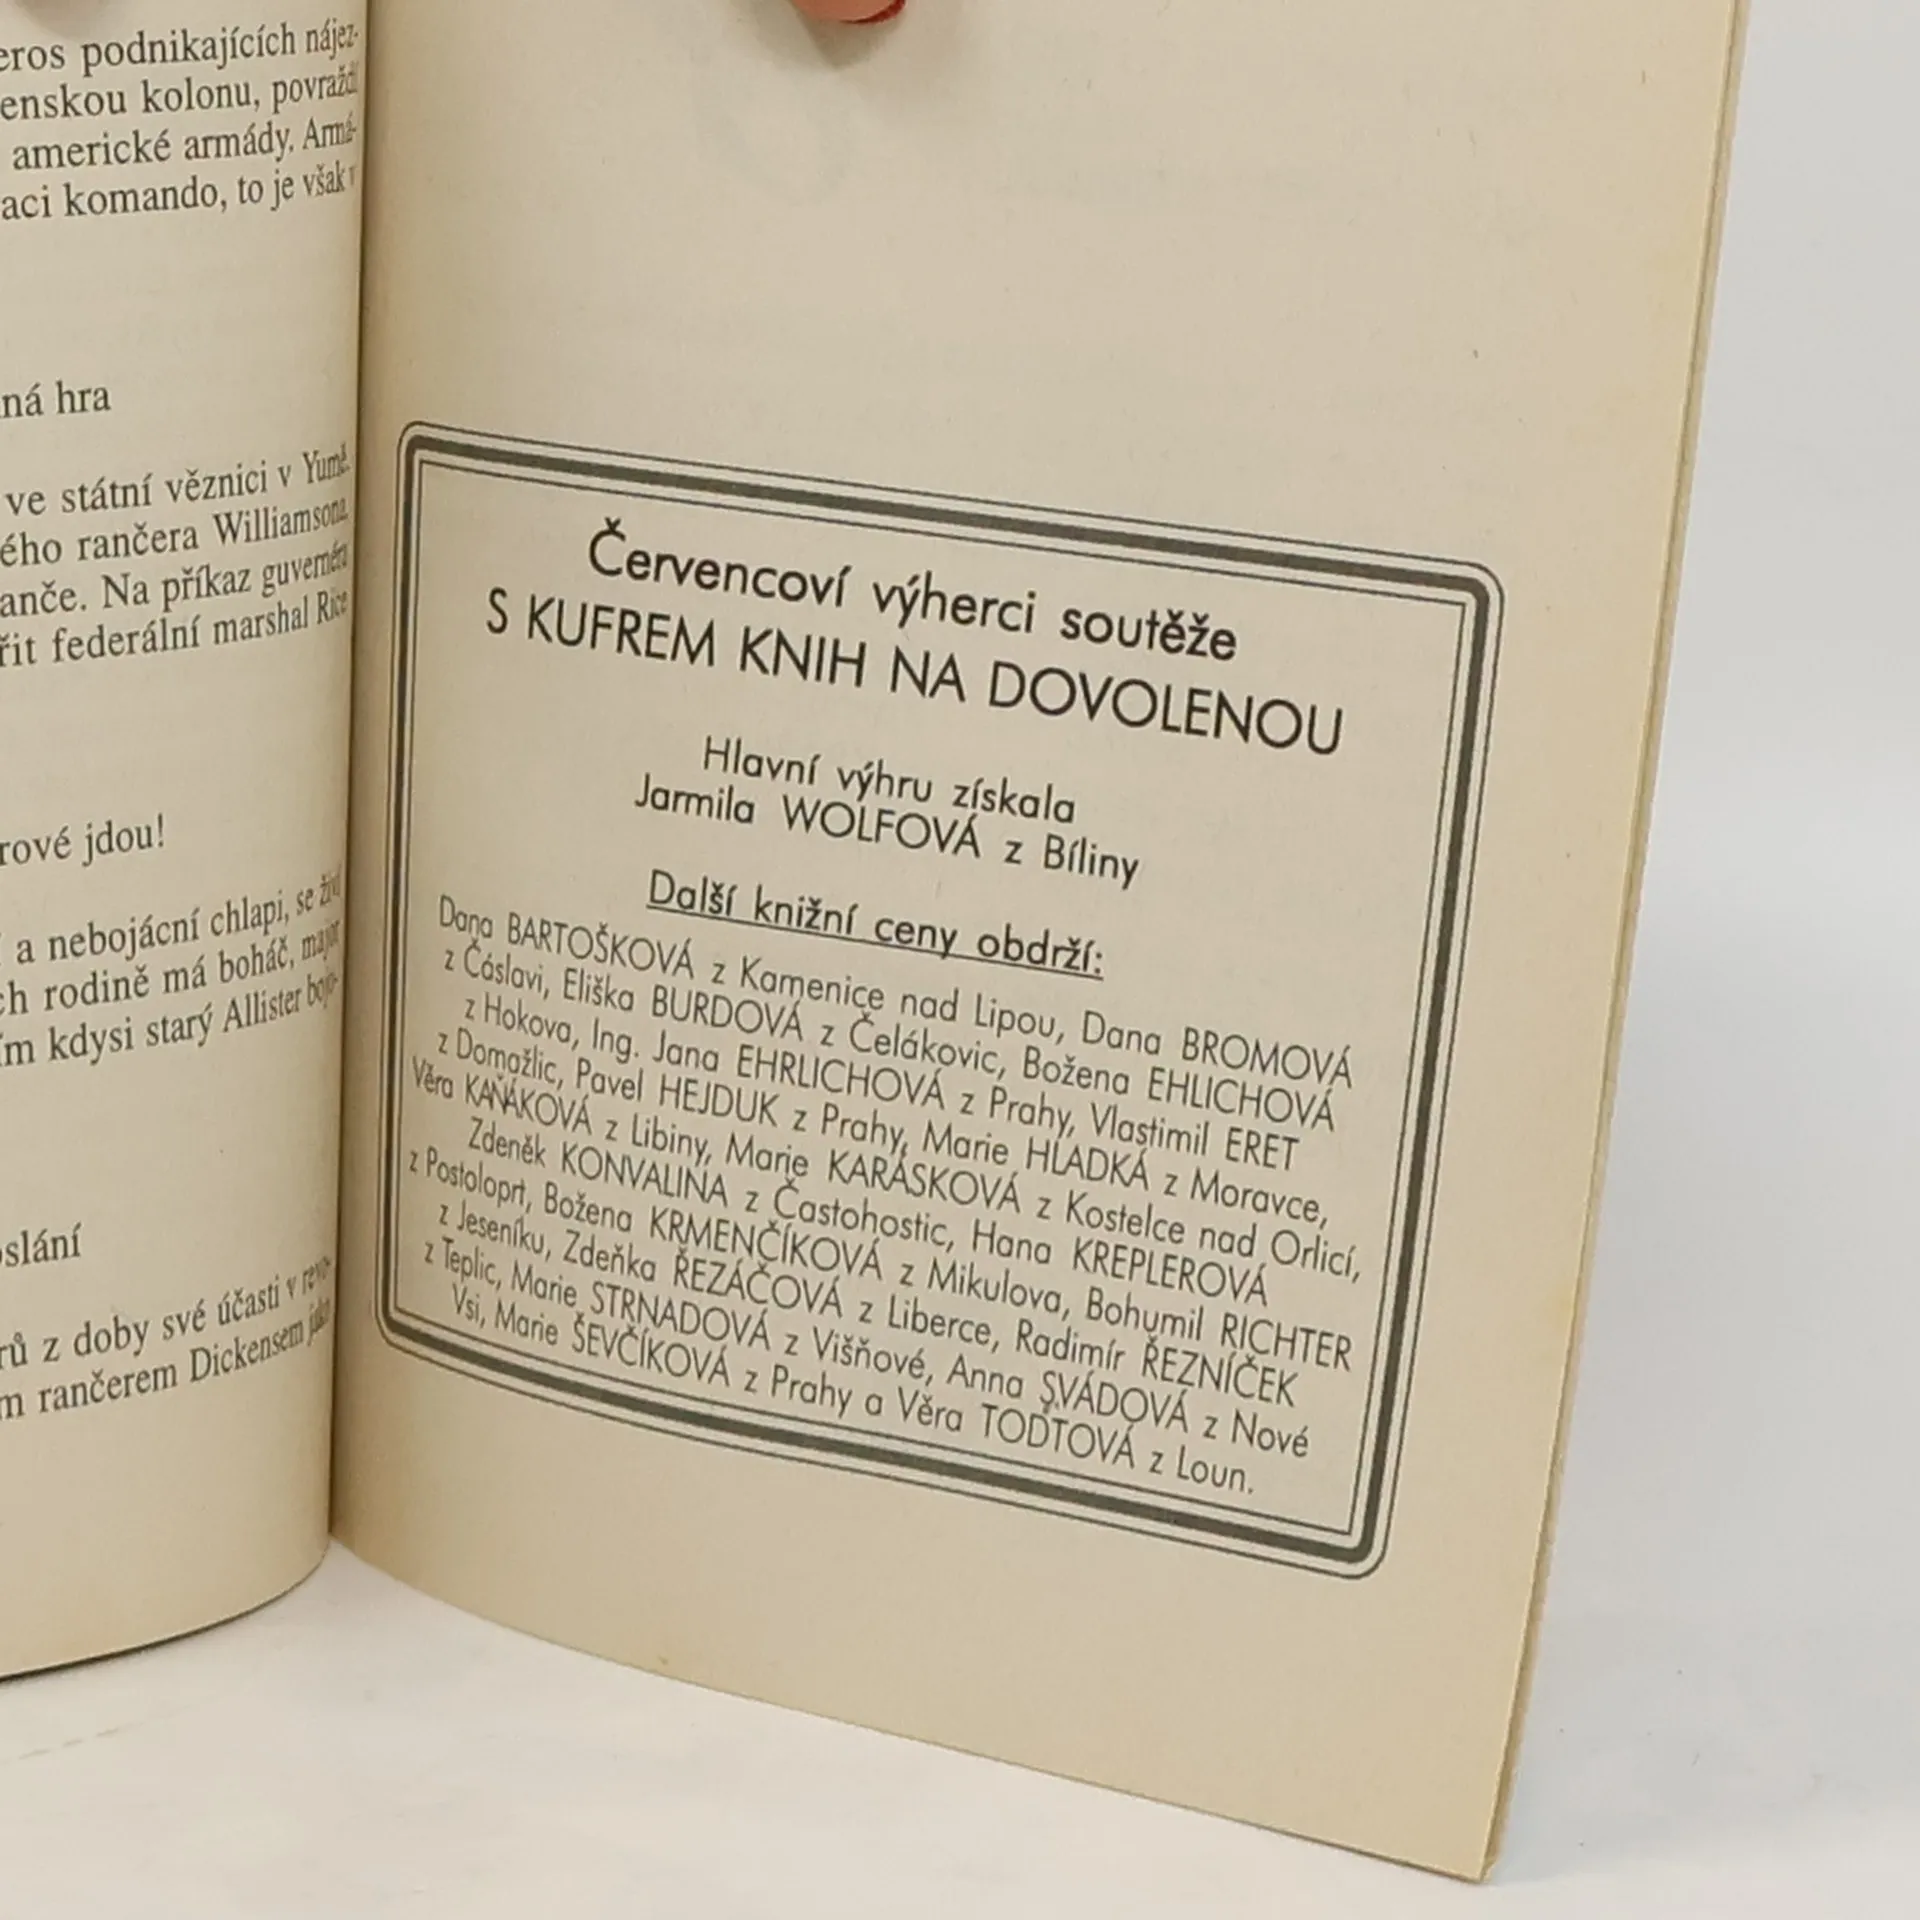 eros podnikajících nájez-
enskou kolonu, povraždí
americké armády. Armá-
aci komando, to je však v
ná hra
ve státní věznici v Yumě.
ého rančera Williamsona.
anče. Na příkaz guvernéra
řit federální marshal Rice
rové jdou!
a nebojácní chlapi, se živí
ch rodině má boháč, major
ím kdysi starý Allister bojo-
oslání
rů z doby své účasti v revo-
m rančerem Dickensem jako
Červencoví výherci soutěže
S KUFREM KNIH NA DOVOLENOU
Hlavní výhru získala
Jarmila WOLFOVÁ z Bíliny
Další knižní ceny obdrží:
Dana BARTOŠKOVÁ z Kamenice nad Lipou, Dana BROMOVÁ
z Čáslavi, Eliška BURDOVÁ z Čelákovic, Božena EHLICHOVÁ
z Hokova, Ing. Jana EHRLICHOVÁ z Prahy, Vlastimil ERET
z Domažlic, Pavel HEJDUK z Prahy, Marie HLADKÁ z Moravce,
Věra KAŇÁKOVÁ z Libiny, Marie KARÁSKOVÁ z Kostelce nad Orlicí,
Zdeněk KONVALINA z Častohostic, Hana KREPLEROVÁ
z Postoloprt, Božena KRMENČÍKOVÁ z Mikulova, Bohumil RICHTER
z Jeseníku, Zdeňka ŘEZÁČOVÁ z Liberce, Radimír ŘEZNÍČEK
z Teplic, Marie STRNADOVÁ z Višňové, Anna SVÁDOVÁ z Nové
Vsi, Marie ŠEVČÍKOVÁ z Prahy a Věra TODTOVÁ z Loun.